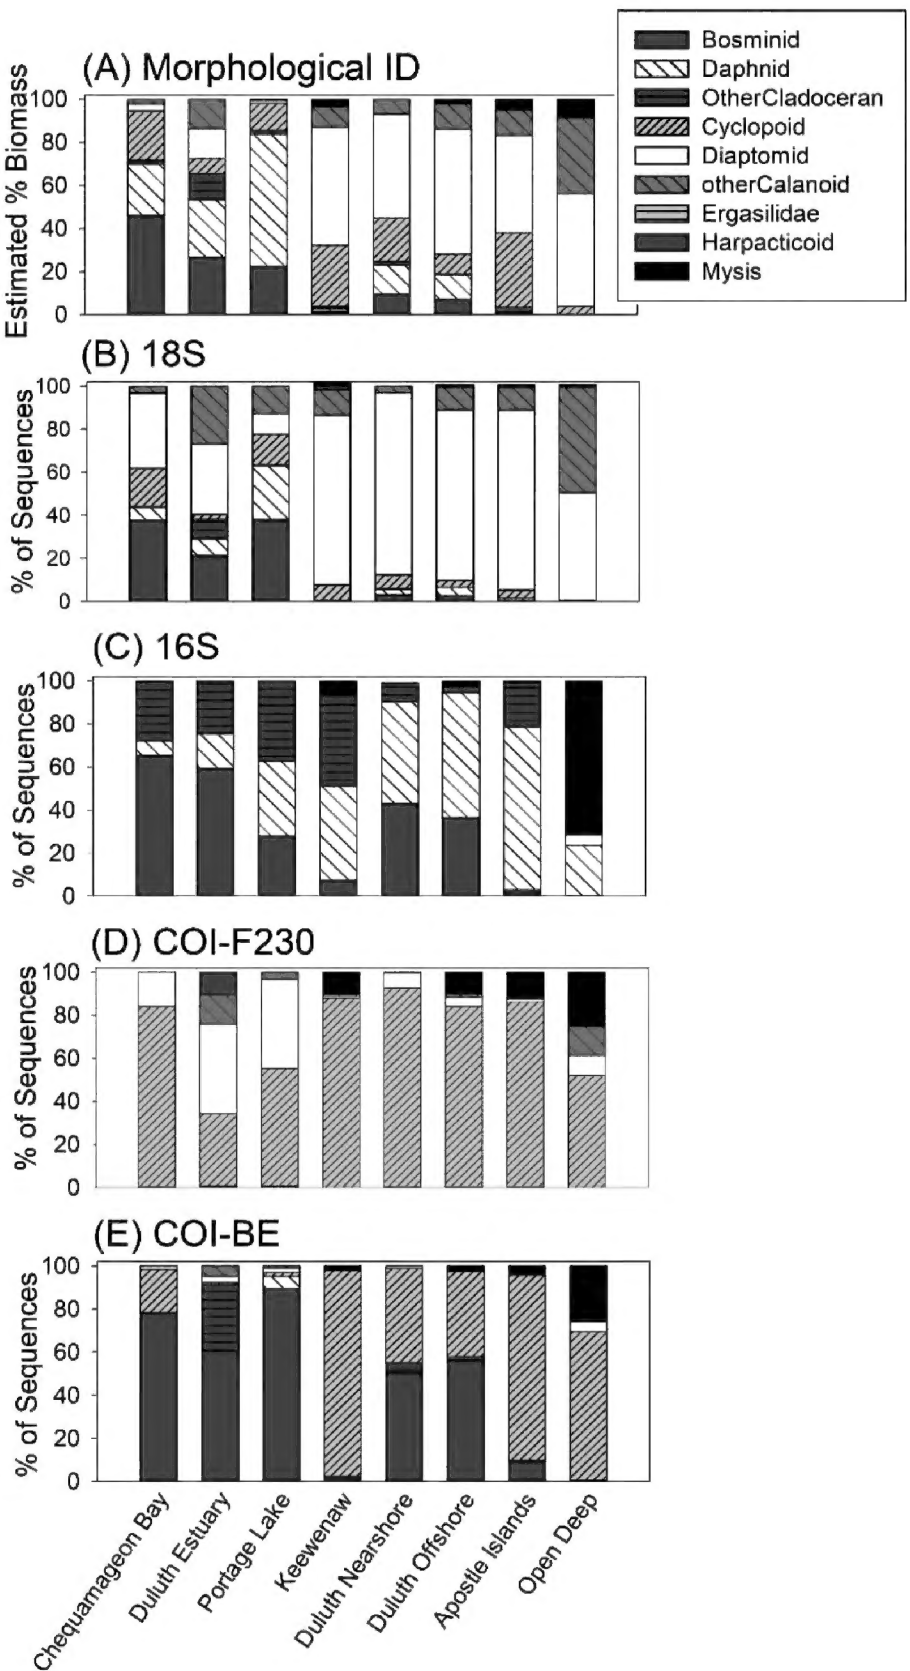 Bosminid
Daphnid
OtherCladoceran
Cyclopoid
Diaptomid
otherCalanoid
Ergasilidae
Harpacticoid
Mysis
(A) Morphological ID
Estimated % Biomass
100
80
60
40
20
0
(B) 18S
% of Sequences
100
80
60
40
20
0
(C) 16S
% of Sequences
100
80
60
40
20
0
(D) COI-F230
% of Sequences
100
80
60
40
20
0
(E) COI-BE
% of Sequences
100
80
60
40
20
0
Chequamageon Bay
Duluth Estuary
Portage Lake
Keewenaw
Duluth Nearshore
Duluth Offshore
Apostle Islands
Open Deep